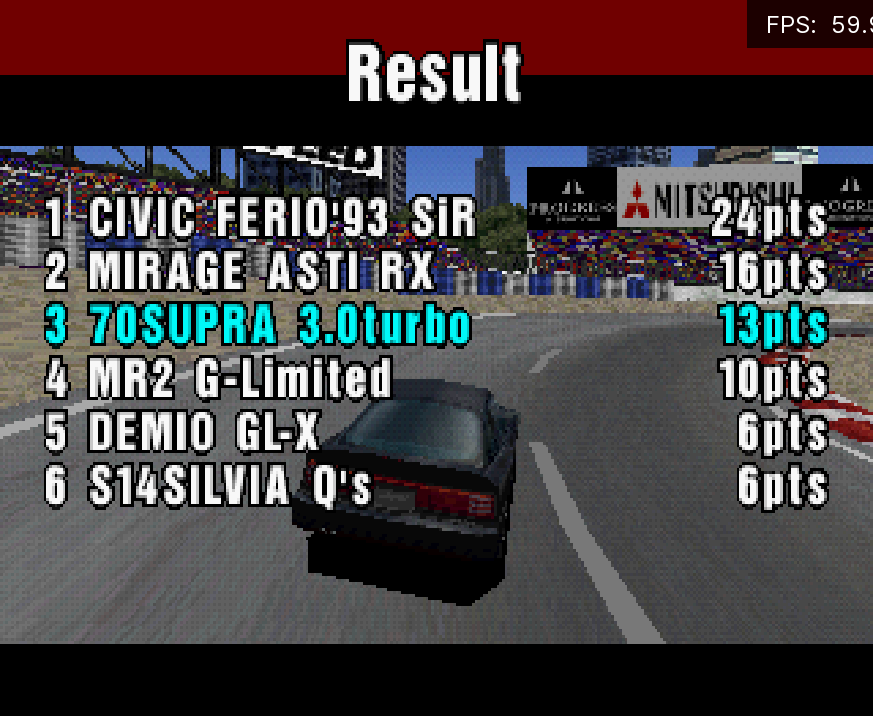 FPS: 59.9
Result
MITSUBISHI
1 CIVIC FERIO'93 SiR 24pts
2 MIRAGE ASTI RX 16pts
3 70SUPRA 3.0turbo 13pts
4 MR2 G-Limited 10pts
5 DEMIO GL-X 6pts
6 S14SILVIA Q's 6pts